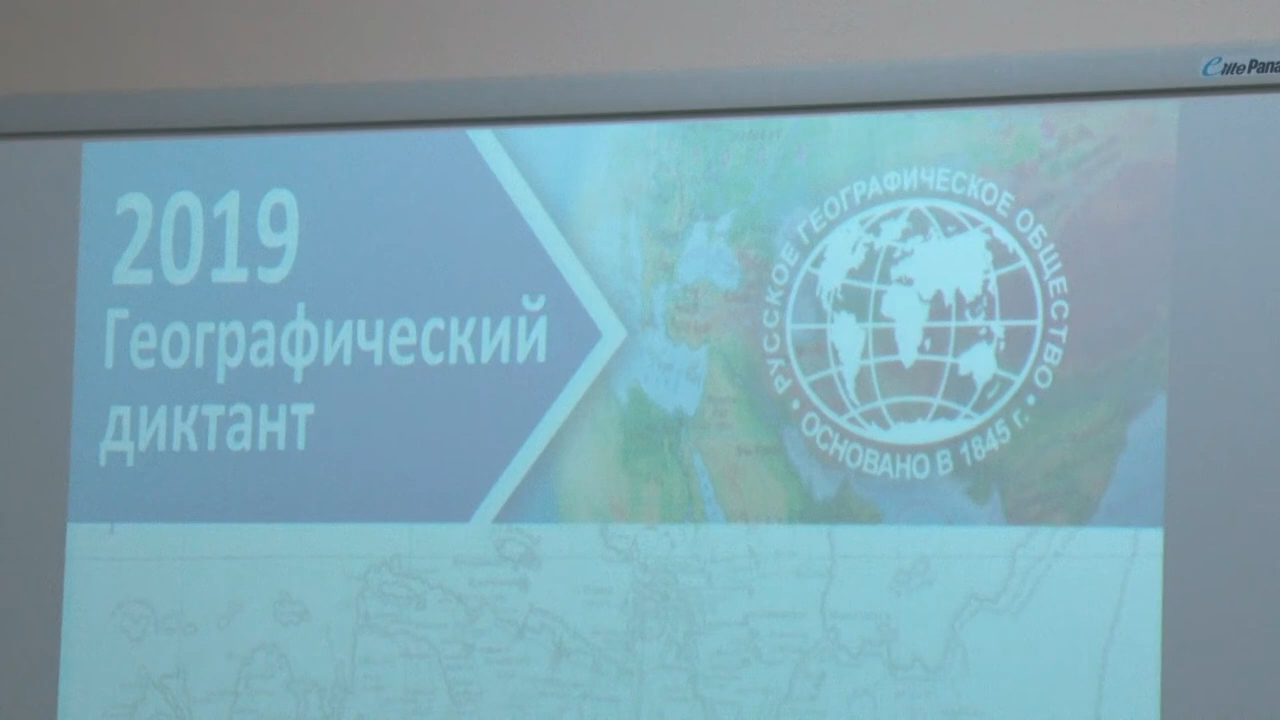 elite Pana
2019
Географический
диктант
РУССКОЕ ГЕОГРАФИЧЕСКОЕ ОБЩЕСТВО
• ОСНОВАНО В 1845 г. •